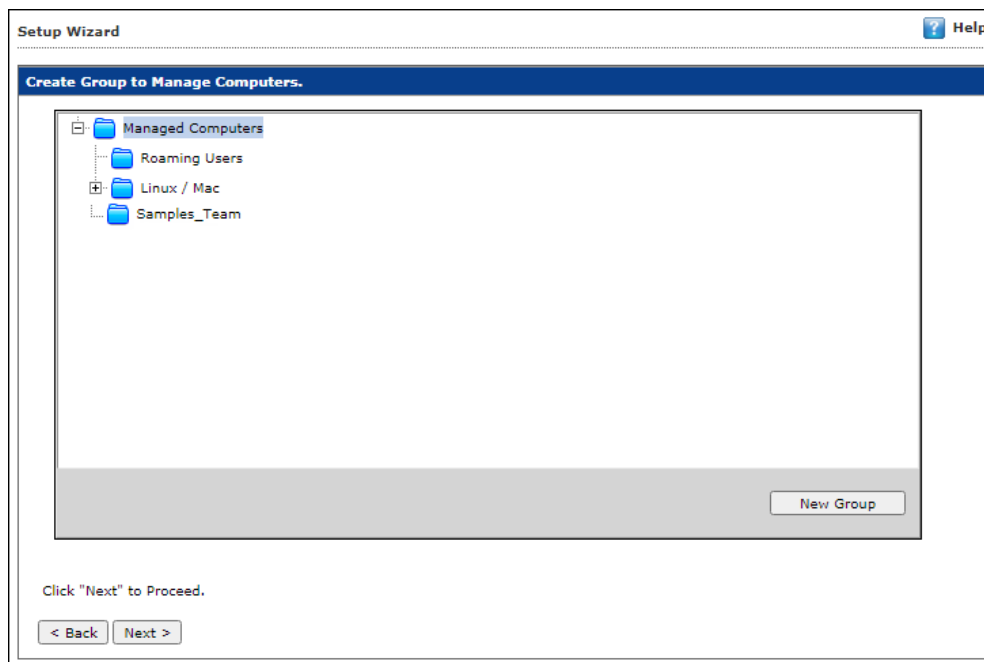 Setup Wizard
Help
Create Group to Manage Computers.
Managed Computers
Roaming Users
Linux / Mac
Samples_Team
New Group
Click "Next" to Proceed.
< Back Next >